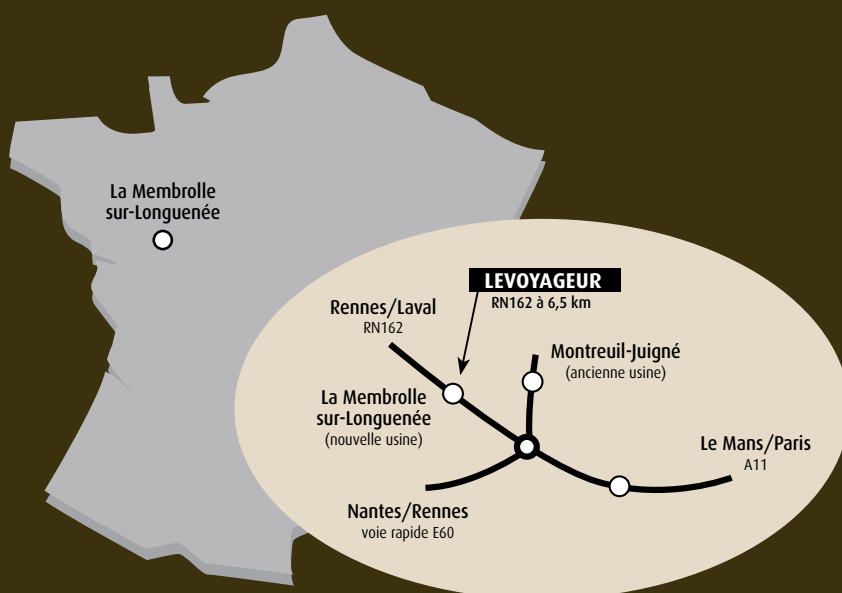 La Membrolle
sur-Longuenée
LEVOYAGEUR
RN162 à 6,5 km
Rennes/Laval
RN162
Montreuil-Juigné
(ancienne usine)
La Membrolle
sur-Longuenée
(nouvelle usine)
Le Mans/Paris
A11
Nantes/Rennes
voie rapide E60